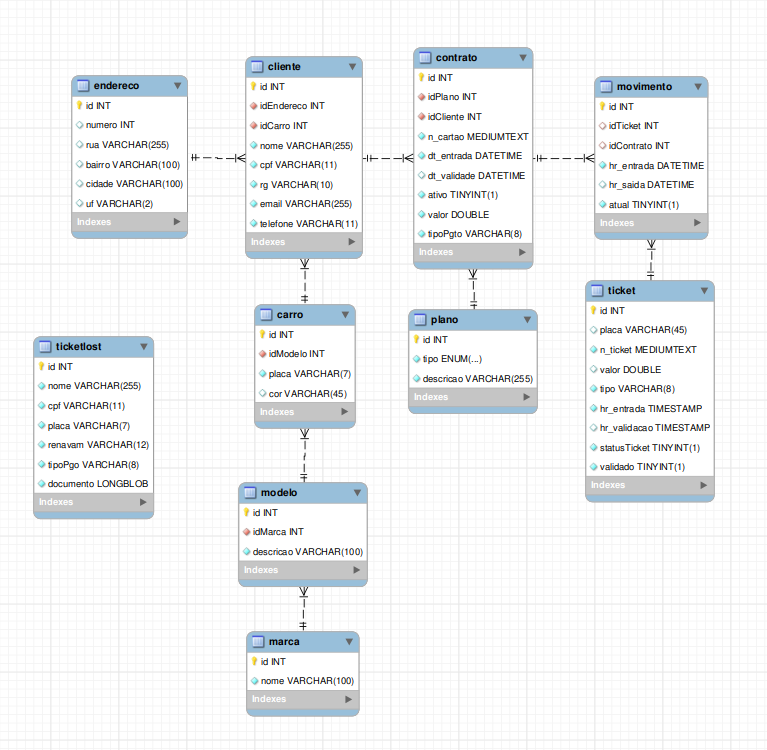 endereco
id INT
numero INT
rua VARCHAR(255)
bairro VARCHAR(100)
cidade VARCHAR(100)
uf VARCHAR(2)
Indexes
cliente
id INT
idEndereco INT
idCarro INT
nome VARCHAR(255)
cpf VARCHAR(11)
rg VARCHAR(10)
email VARCHAR(255)
telefone VARCHAR(11)
Indexes
contrato
id INT
idPlano INT
idCliente INT
n_cartao MEDIUMTEXT
dt_entrada DATETIME
dt_validade DATETIME
ativo TINYINT(1)
valor DOUBLE
tipoPgto VARCHAR(8)
Indexes
movimento
id INT
idTicket INT
idContrato INT
hr_entrada DATETIME
hr_saida DATETIME
atual TINYINT(1)
Indexes
ticketlost
id INT
nome VARCHAR(255)
cpf VARCHAR(11)
placa VARCHAR(7)
renavam VARCHAR(12)
tipoPgo VARCHAR(8)
documento LONGBLOB
Indexes
carro
id INT
idModelo INT
placa VARCHAR(7)
cor VARCHAR(45)
Indexes
plano
id INT
tipo ENUM(...)
descricao VARCHAR(255)
Indexes
ticket
id INT
placa VARCHAR(45)
n_ticket MEDIUMTEXT
valor DOUBLE
tipo VARCHAR(8)
hr_entrada TIMESTAMP
hr_validacao TIMESTAMP
statusTicket TINYINT(1)
validado TINYINT(1)
Indexes
modelo
id INT
idMarca INT
descricao VARCHAR(100)
Indexes
marca
id INT
nome VARCHAR(100)
Indexes